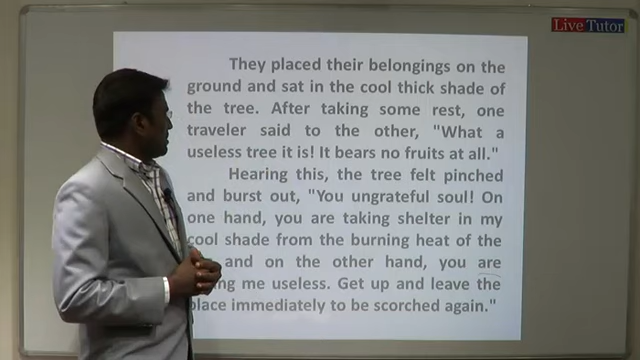 Live Tutor
They placed their belongings on the
ground and sat in the cool thick shade of
the tree. After taking some rest, one
traveler said to the other, "What a
useless tree it is! It bears no fruits at all."
Hearing this, the tree felt pinched
and burst out, "You ungrateful soul! On
one hand, you are taking shelter in my
cool shade from the burning heat of the
and on the other hand, you are
me useless. Get up and leave the
place immediately to be scorched again."